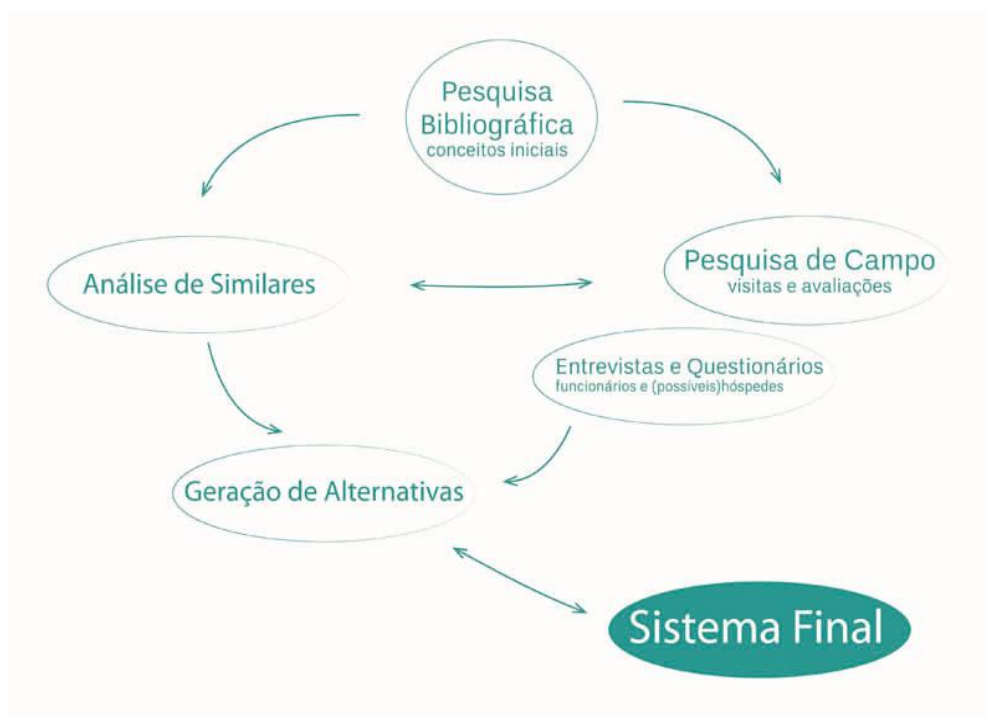 Pesquisa
Bibliográfica
conceitos iniciais
Análise de Similares
Pesquisa de Campo
visitas e avaliações
Entrevistas e Questionários
funcionários e (possíveis)hóspedes
Geração de Alternativas
Sistema Final